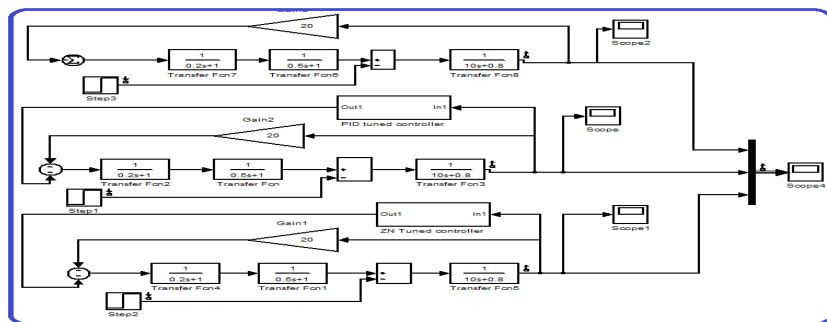 20
Scope2
1
0.2s+1
Transfer Fcn7
1
0.5s+1
Transfer Fcn6
1
10s+0.8
Transfer Fcn8
Step3
Out1
In1
PID tuned controller
Scope
Gain2
20
1
0.2s+1
Transfer Fcn2
1
0.5s+1
Transfer Fcn
1
10s+0.8
Transfer Fcn3
Step1
Scope4
Out1
In1
ZN Tuned controller
Scope1
Gain1
20
1
0.2s+1
Transfer Fcn4
1
0.5s+1
Transfer Fcn1
1
10s+0.8
Transfer Fcn5
Step2